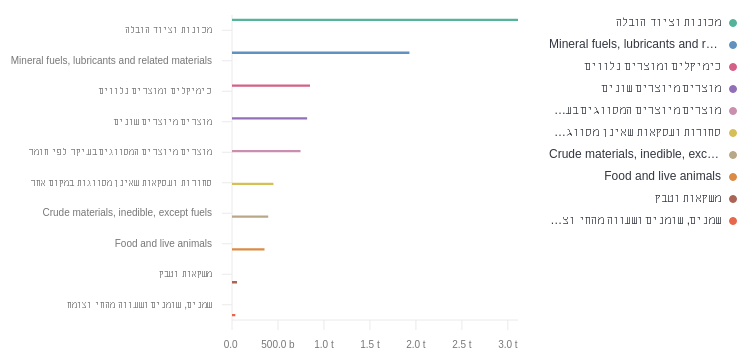 מכונות וציוד הובלה
Mineral fuels, lubricants and related materials
כימיקלים ומוצרים נלווים
מוצרים מיוצרים שונים
מוצרים מיוצרים המסווגים בעיקר לפי חומר
סחורות ועסקאות שאינן מסווגות במקום אחר
Crude materials, inedible, except fuels
Food and live animals
משקאות וטבק
שמנים, שומנים ושעווה מהחי וצומח
0.0 500.0 b 1.0 t 1.5 t 2.0 t 2.5 t 3.0 t
מכונות וציוד הובלה
Mineral fuels, lubricants and r…
כימיקלים ומוצרים נלווים
מוצרים מיוצרים שונים
מוצרים מיוצרים המסווגים בע…
סחורות ועסקאות שאינן מסווג…
Crude materials, inedible, exc…
Food and live animals
משקאות וטבק
שמנים, שומנים ושעווה מהחי וצ…